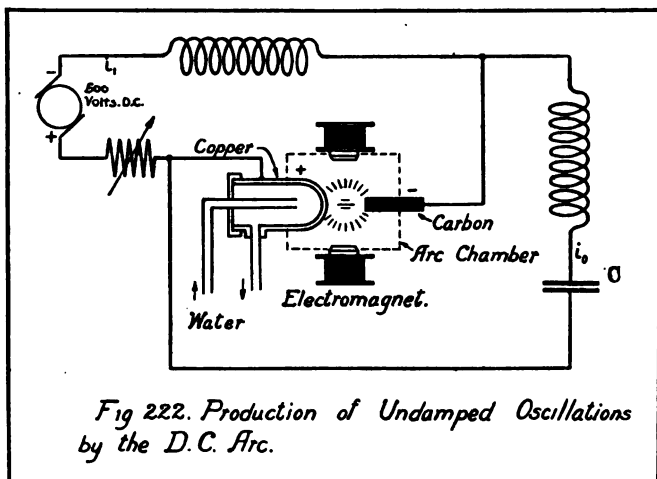 i₁
-
500
Volts. D.C.
+
Copper
+
-
Carbon
Arc Chamber
Electromagnet.
Water
i₀
C
Fig 222. Production of Undamped Oscillations
by the D.C. Arc.